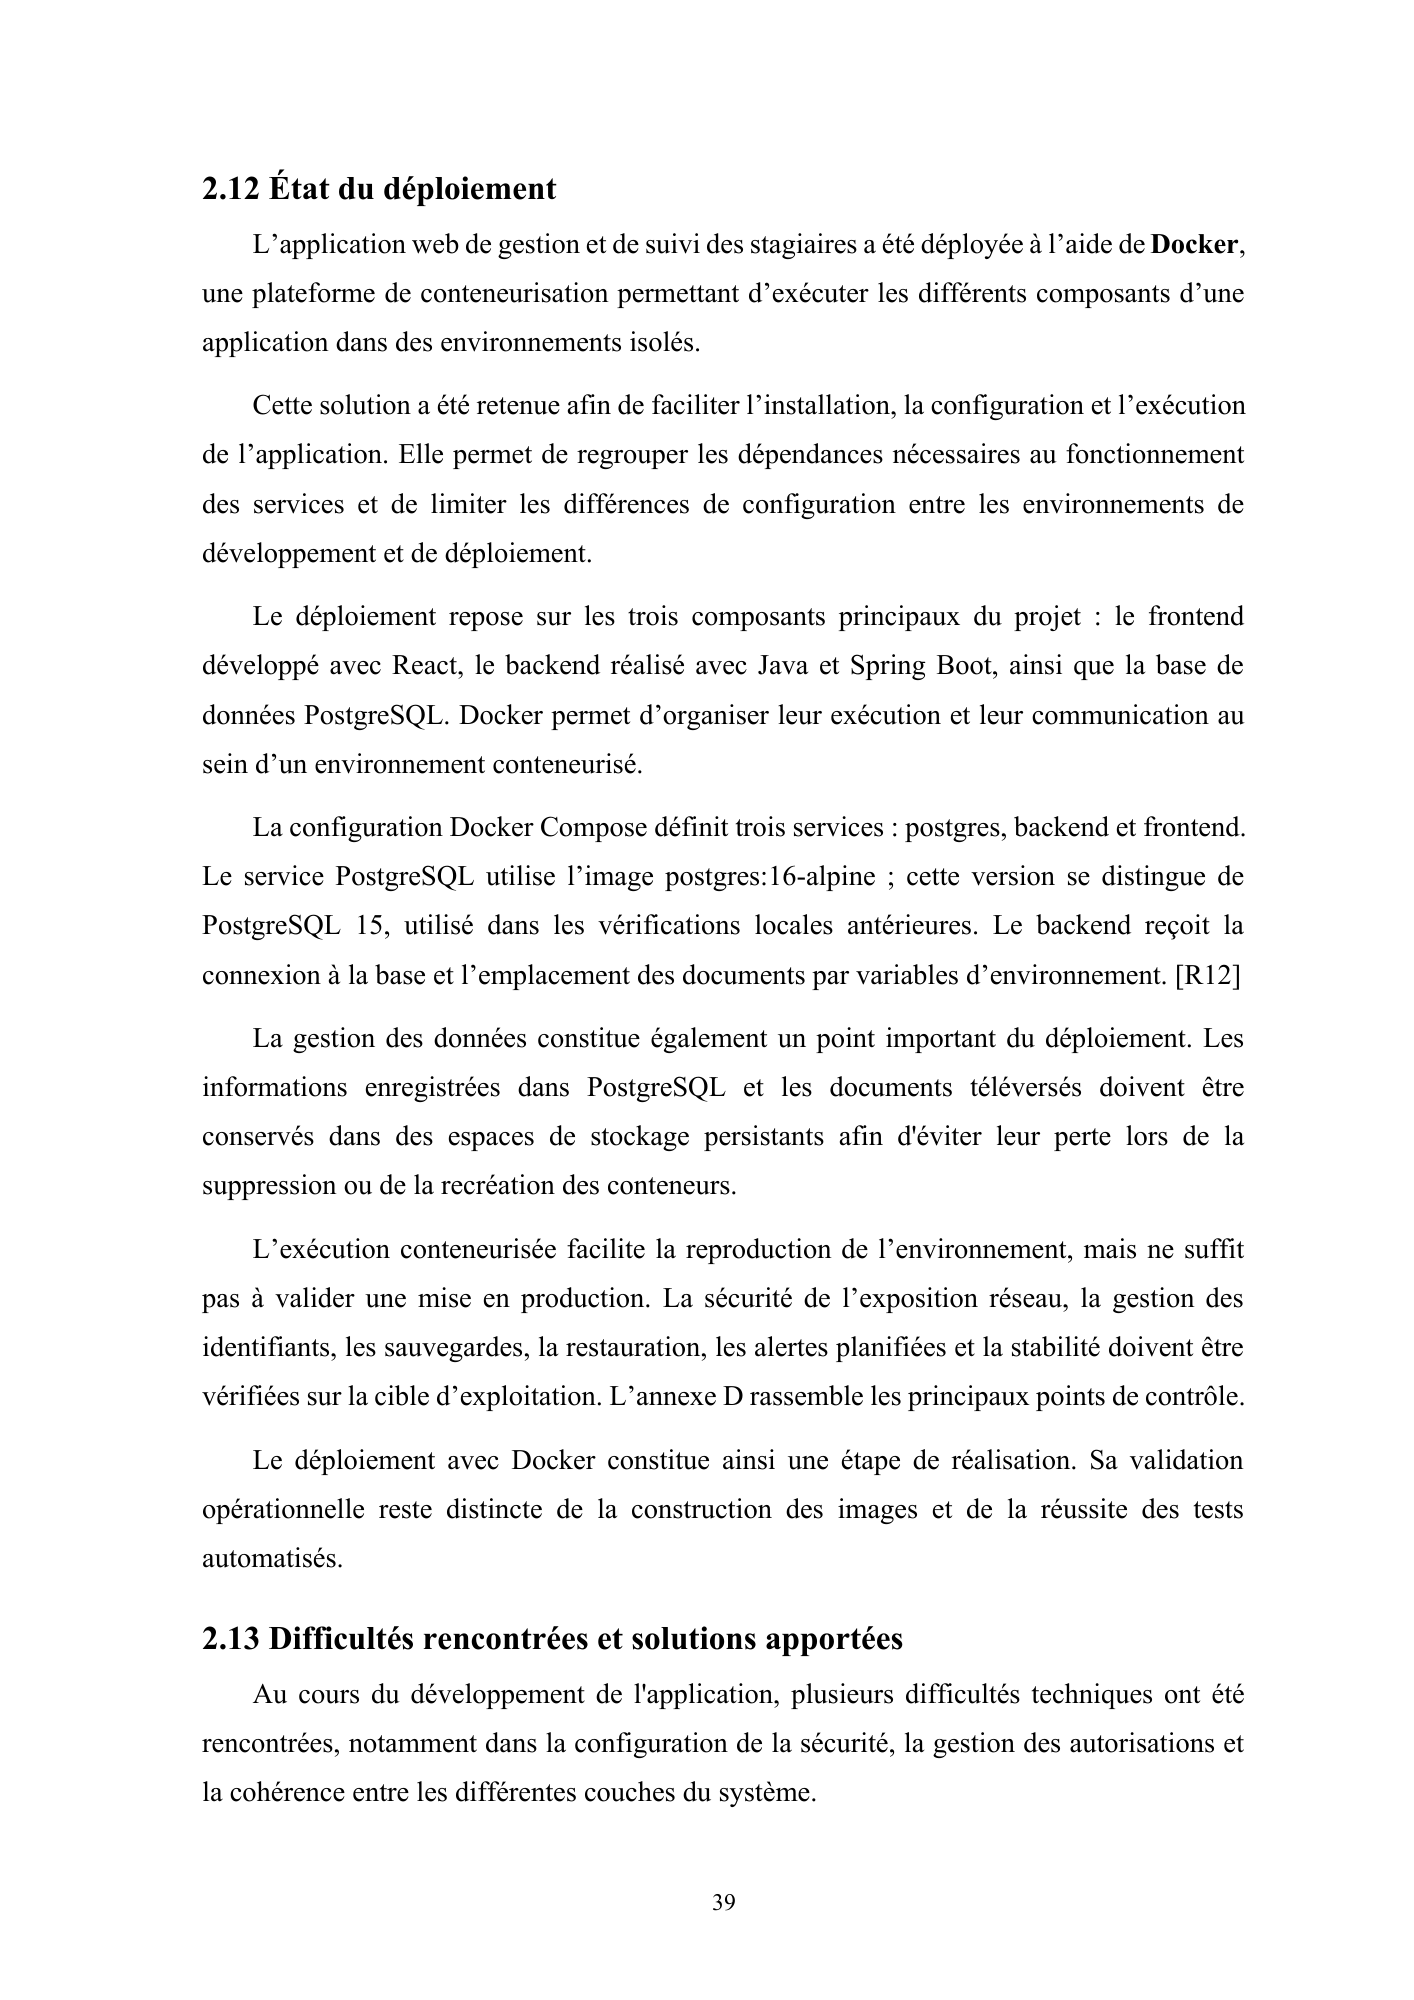 2.12 État du déploiement
L’application web de gestion et de suivi des stagiaires a été déployée à l’aide de Docker,
une plateforme de conteneurisation permettant d’exécuter les différents composants d’une
application dans des environnements isolés.
Cette solution a été retenue afin de faciliter l’installation, la configuration et l’exécution
de l’application. Elle permet de regrouper les dépendances nécessaires au fonctionnement
des services et de limiter les différences de configuration entre les environnements de
développement et de déploiement.
Le déploiement repose sur les trois composants principaux du projet : le frontend
développé avec React, le backend réalisé avec Java et Spring Boot, ainsi que la base de
données PostgreSQL. Docker permet d’organiser leur exécution et leur communication au
sein d’un environnement conteneurisé.
La configuration Docker Compose définit trois services : postgres, backend et frontend.
Le service PostgreSQL utilise l’image postgres:16-alpine ; cette version se distingue de
PostgreSQL 15, utilisé dans les vérifications locales antérieures. Le backend reçoit la
connexion à la base et l’emplacement des documents par variables d’environnement. [R12]
La gestion des données constitue également un point important du déploiement. Les
informations enregistrées dans PostgreSQL et les documents téléversés doivent être
conservés dans des espaces de stockage persistants afin d'éviter leur perte lors de la
suppression ou de la recréation des conteneurs.
L’exécution conteneurisée facilite la reproduction de l’environnement, mais ne suffit
pas à valider une mise en production. La sécurité de l’exposition réseau, la gestion des
identifiants, les sauvegardes, la restauration, les alertes planifiées et la stabilité doivent être
vérifiées sur la cible d’exploitation. L’annexe D rassemble les principaux points de contrôle.
Le déploiement avec Docker constitue ainsi une étape de réalisation. Sa validation
opérationnelle reste distincte de la construction des images et de la réussite des tests
automatisés.
2.13 Difficultés rencontrées et solutions apportées
Au cours du développement de l'application, plusieurs difficultés techniques ont été
rencontrées, notamment dans la configuration de la sécurité, la gestion des autorisations et
la cohérence entre les différentes couches du système.
39